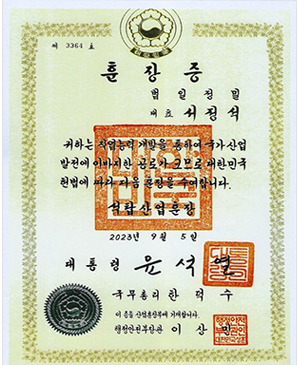 제 3364 호
훈장증
법일정밀
대표 서정석
귀하는 직업능력 개발을 통하여 국가산업
발전에 이바지한 공로가 크므로 대한민국
헌법에 따라 다음 훈장을 수여합니다.
석탑산업훈장
2023년 9월 5일
대통령 윤석열
국무총리 한덕수
이 증을 산업훈장부에 기재합니다.
행정안전부장관 이상민